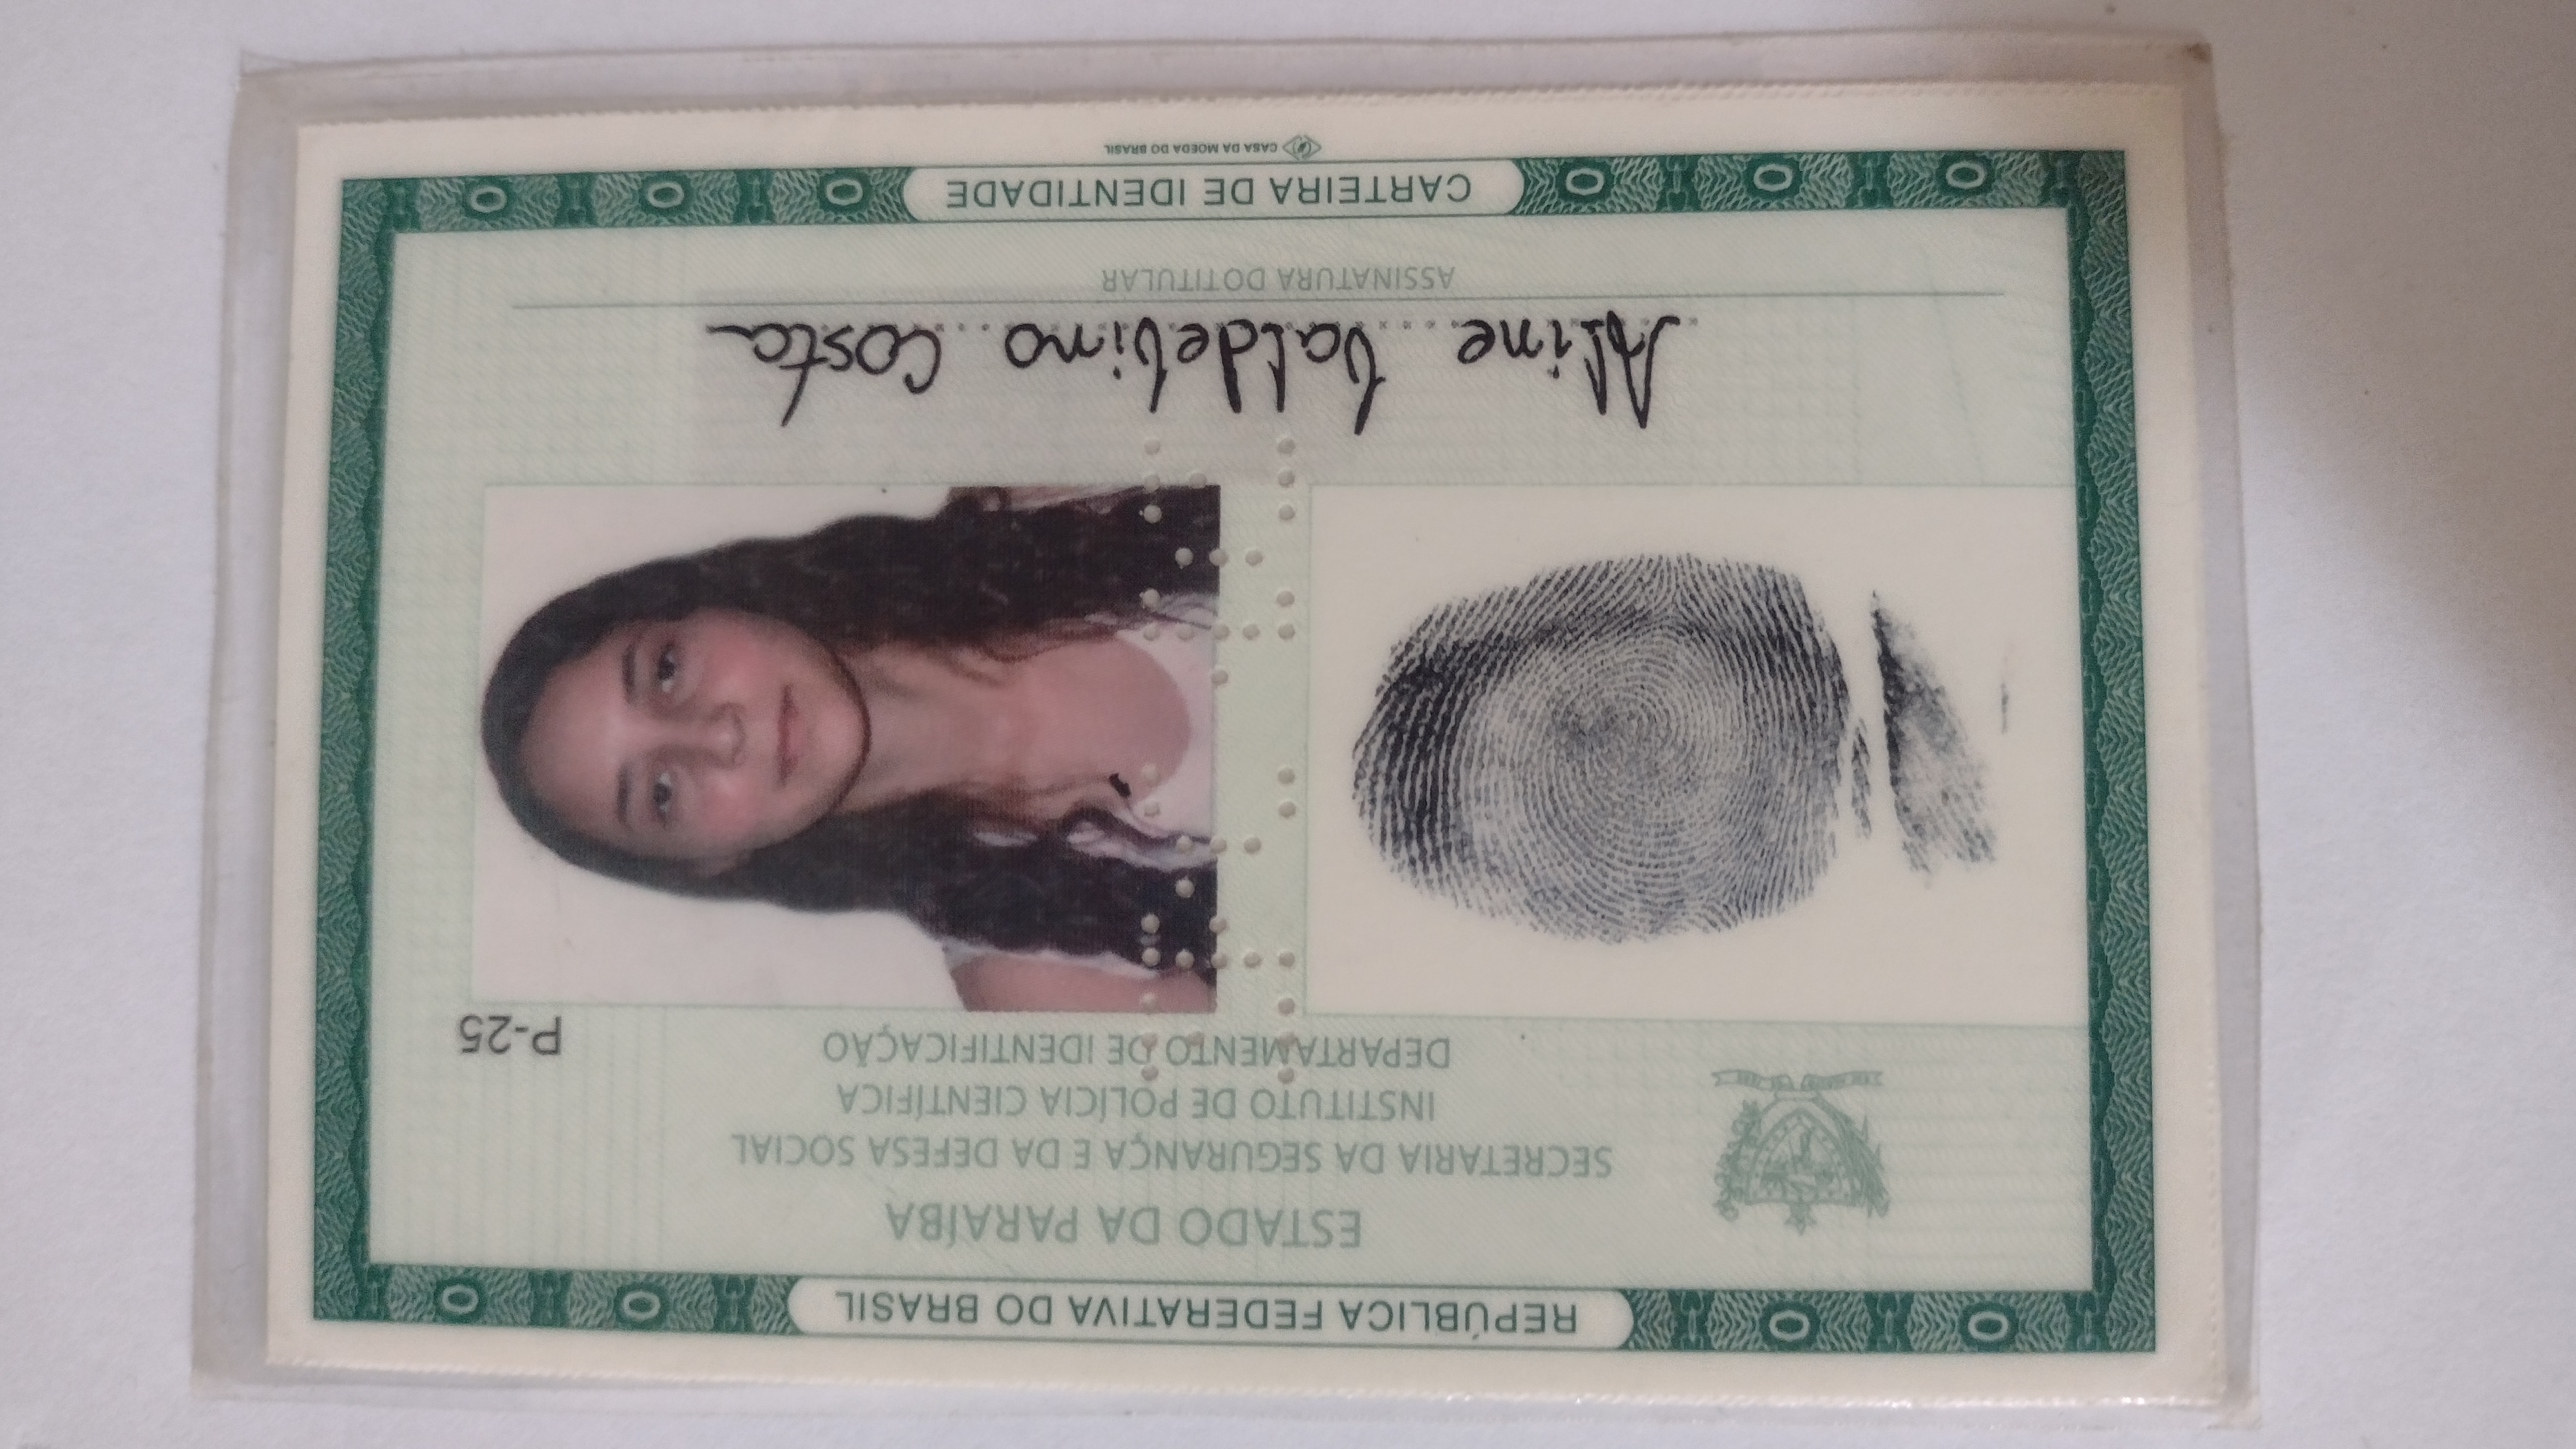 REPÚBLICA FEDERATIVA DO BRASIL
ESTADO DA PARAÍBA
SECRETARIA DA SEGURANÇA E DA DEFESA SOCIAL
INSTITUTO DE POLÍCIA CIENTÍFICA
DEPARTAMENTO DE IDENTIFICAÇÃO
P-25
Aline baldbino Costa
ASSINATURA DO TITULAR
CARTEIRA DE IDENTIDADE
CASA DA MOEDA DO BRASIL